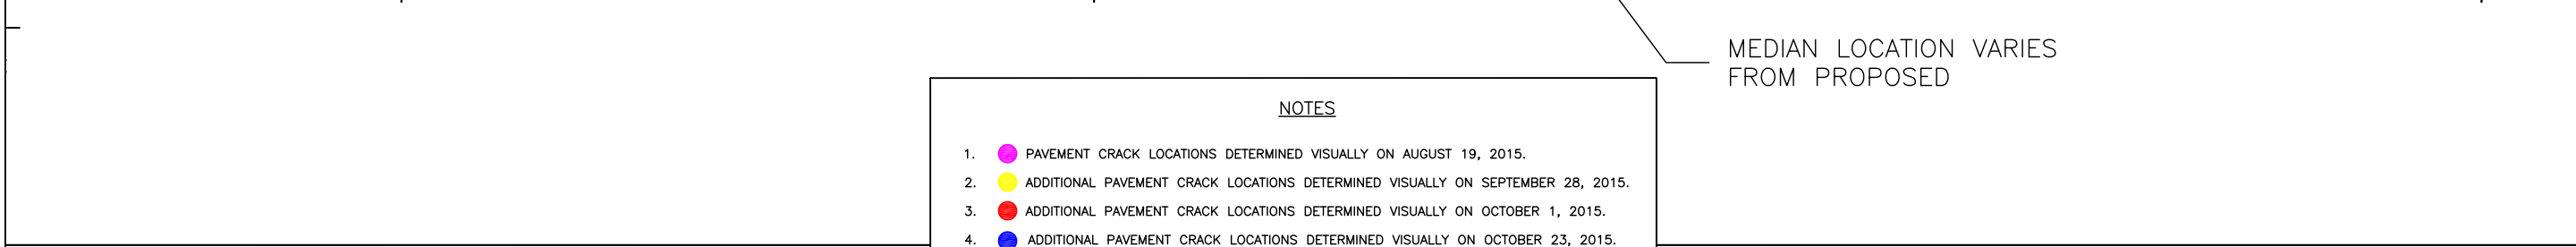 MEDIAN LOCATION VARIES
FROM PROPOSED
NOTES
1. PAVEMENT CRACK LOCATIONS DETERMINED VISUALLY ON AUGUST 19, 2015.
2. ADDITIONAL PAVEMENT CRACK LOCATIONS DETERMINED VISUALLY ON SEPTEMBER 28, 2015.
3. ADDITIONAL PAVEMENT CRACK LOCATIONS DETERMINED VISUALLY ON OCTOBER 1, 2015.
4. ADDITIONAL PAVEMENT CRACK LOCATIONS DETERMINED VISUALLY ON OCTOBER 23, 2015.